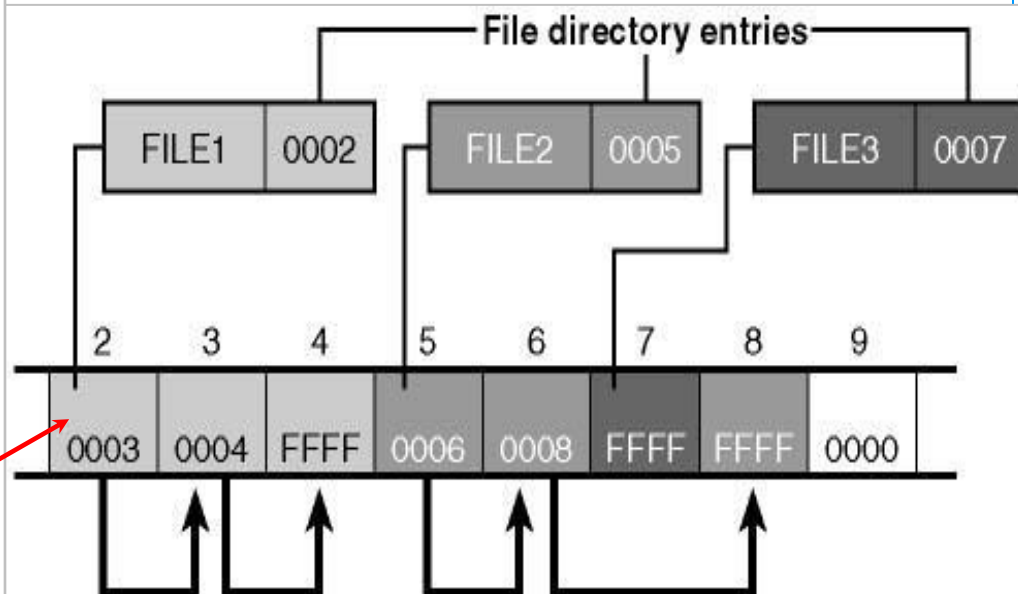 File directory entries
FILE1 0002 FILE2 0005 FILE3 0007
2 3 4 5 6 7 8 9
0003 0004 FFFF 0006 0008 FFFF FFFF 0000